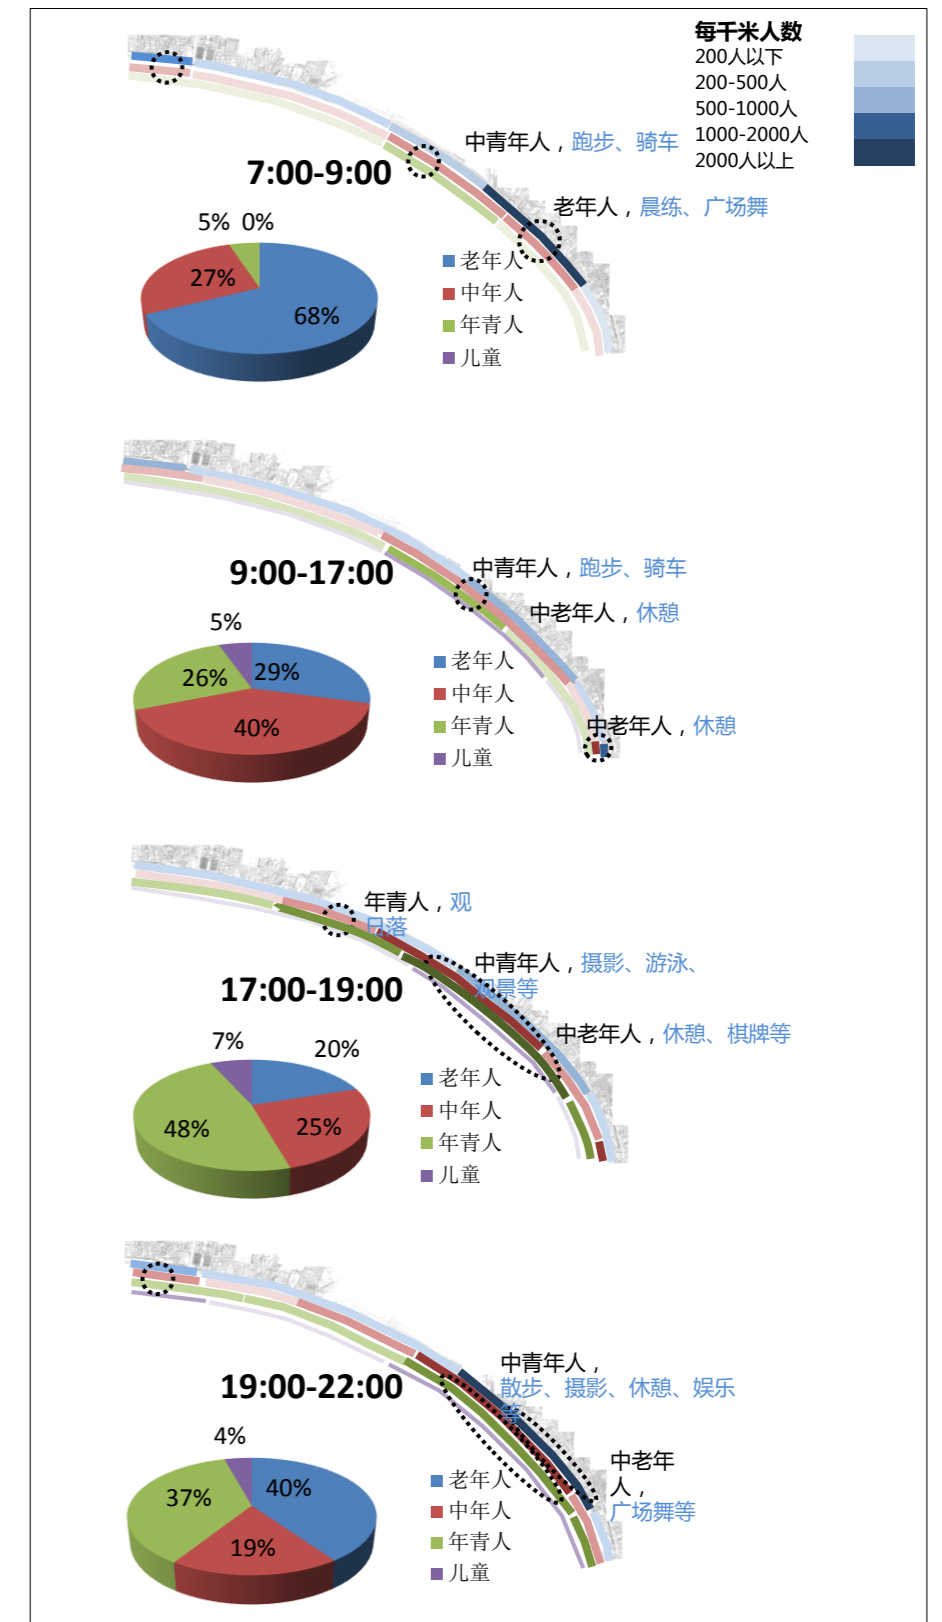 每千米人数
200人以下
200-500人
500-1000人
1000-2000人
2000人以上
中青年人，跑步、骑车
7:00-9:00
老年人，晨练、广场舞
5%
0%
27%
68%
老年人
中年人
年青人
儿童
9:00-17:00
中青年人，跑步、骑车
中老年人，休憩
5%
29%
26%
40%
老年人
中年人
年青人
儿童
中老年人，休憩
年青人，观
日落
中青年人，摄影、游泳、
观景等
17:00-19:00
中老年人，休憩、棋牌等
7%
20%
48%
25%
老年人
中年人
年青人
儿童
中青年人，
散步、摄影、休憩、娱乐
等
19:00-22:00
中老年
人，
广场舞等
4%
40%
37%
19%
老年人
中年人
年青人
儿童